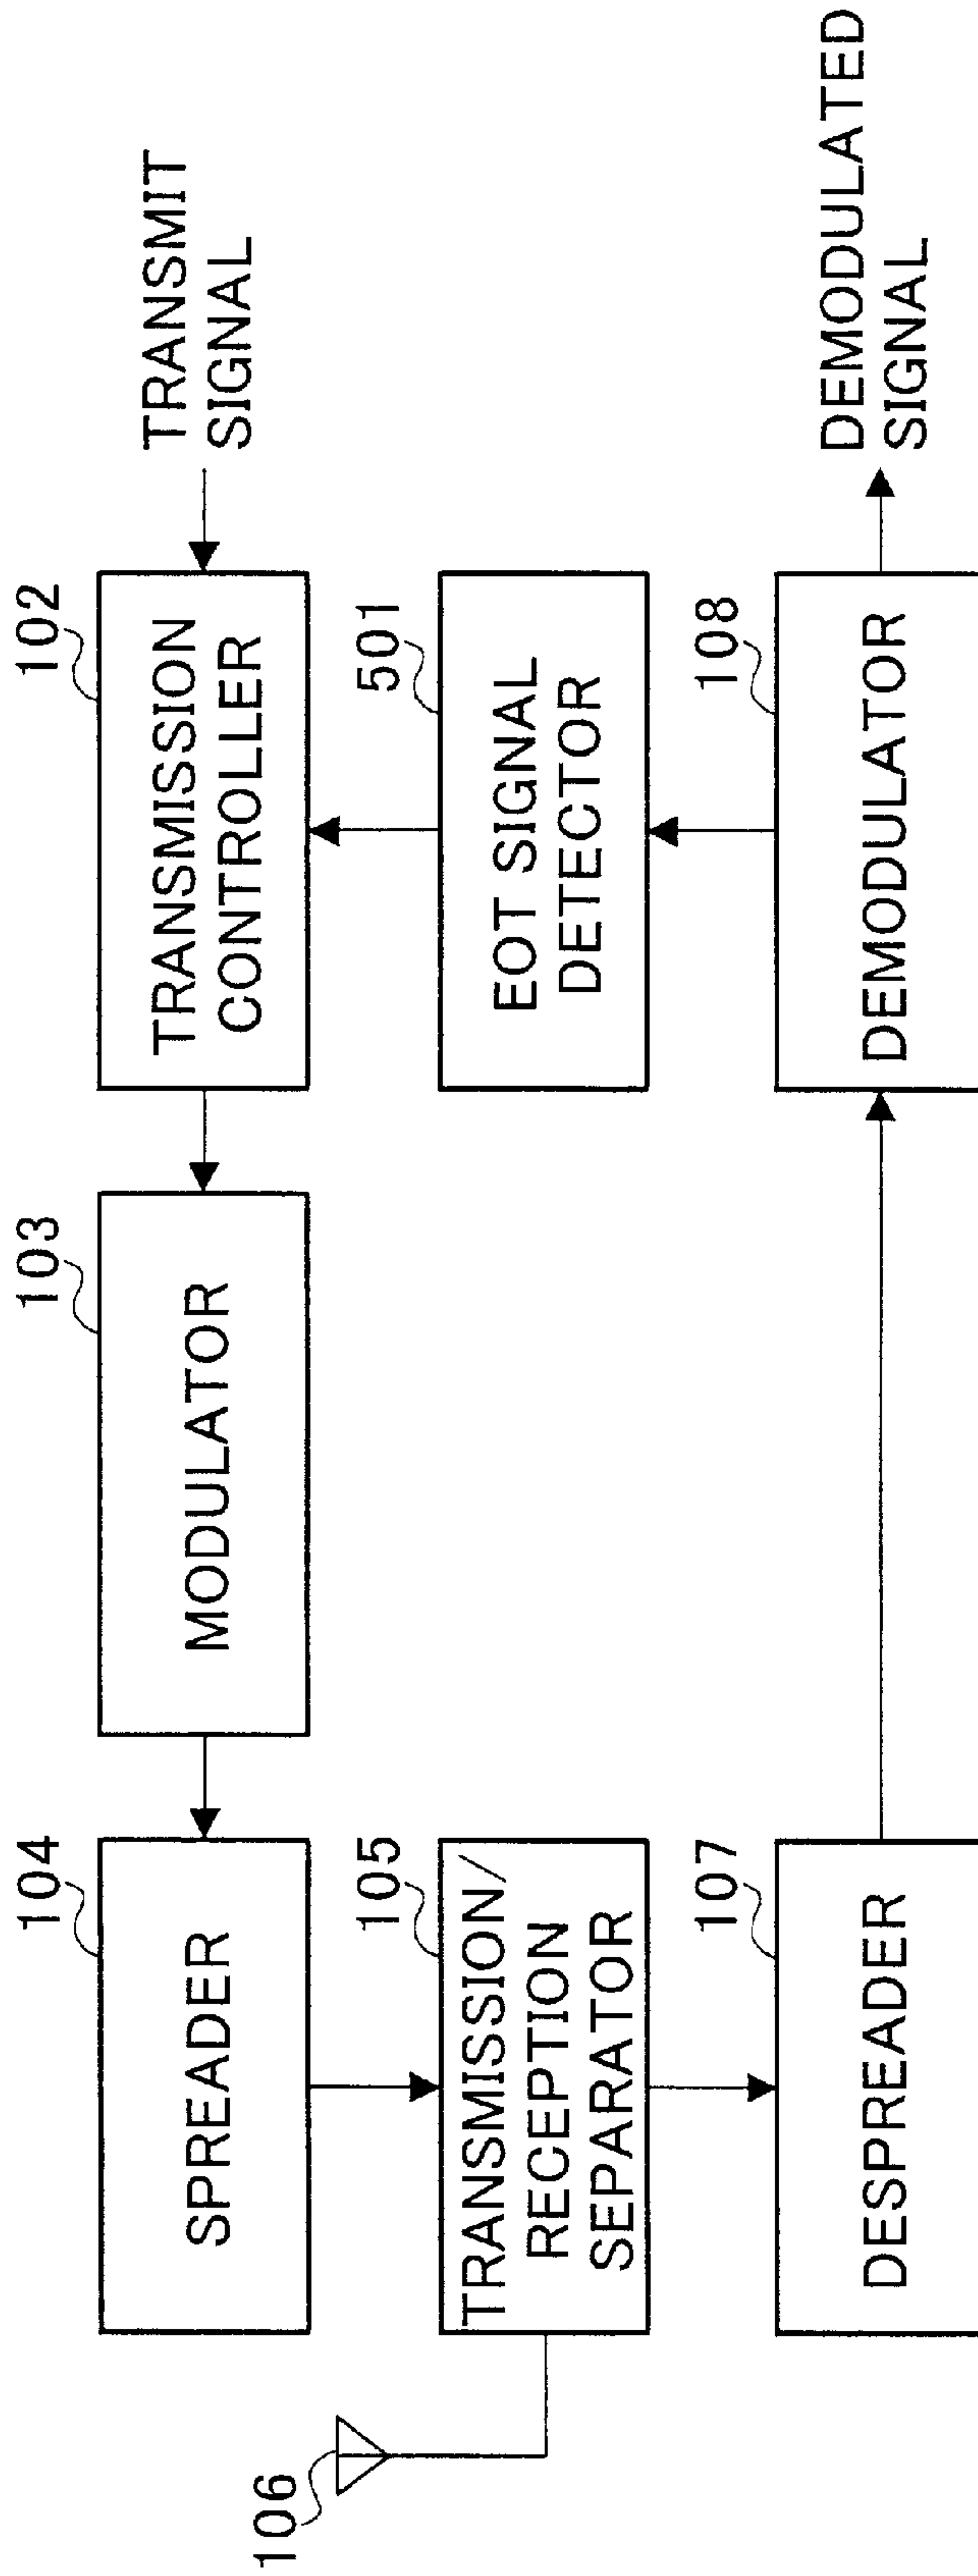 104
SPREADER
103
MODULATOR
102
TRANSMISSION
CONTROLLER
TRANSMIT
SIGNAL
106
105
TRANSMISSION/
RECEPTION
SEPARATOR
501
EOT SIGNAL
DETECTOR
107
DESPREADER
108
DEMODULATOR
DEMODULATED
SIGNAL